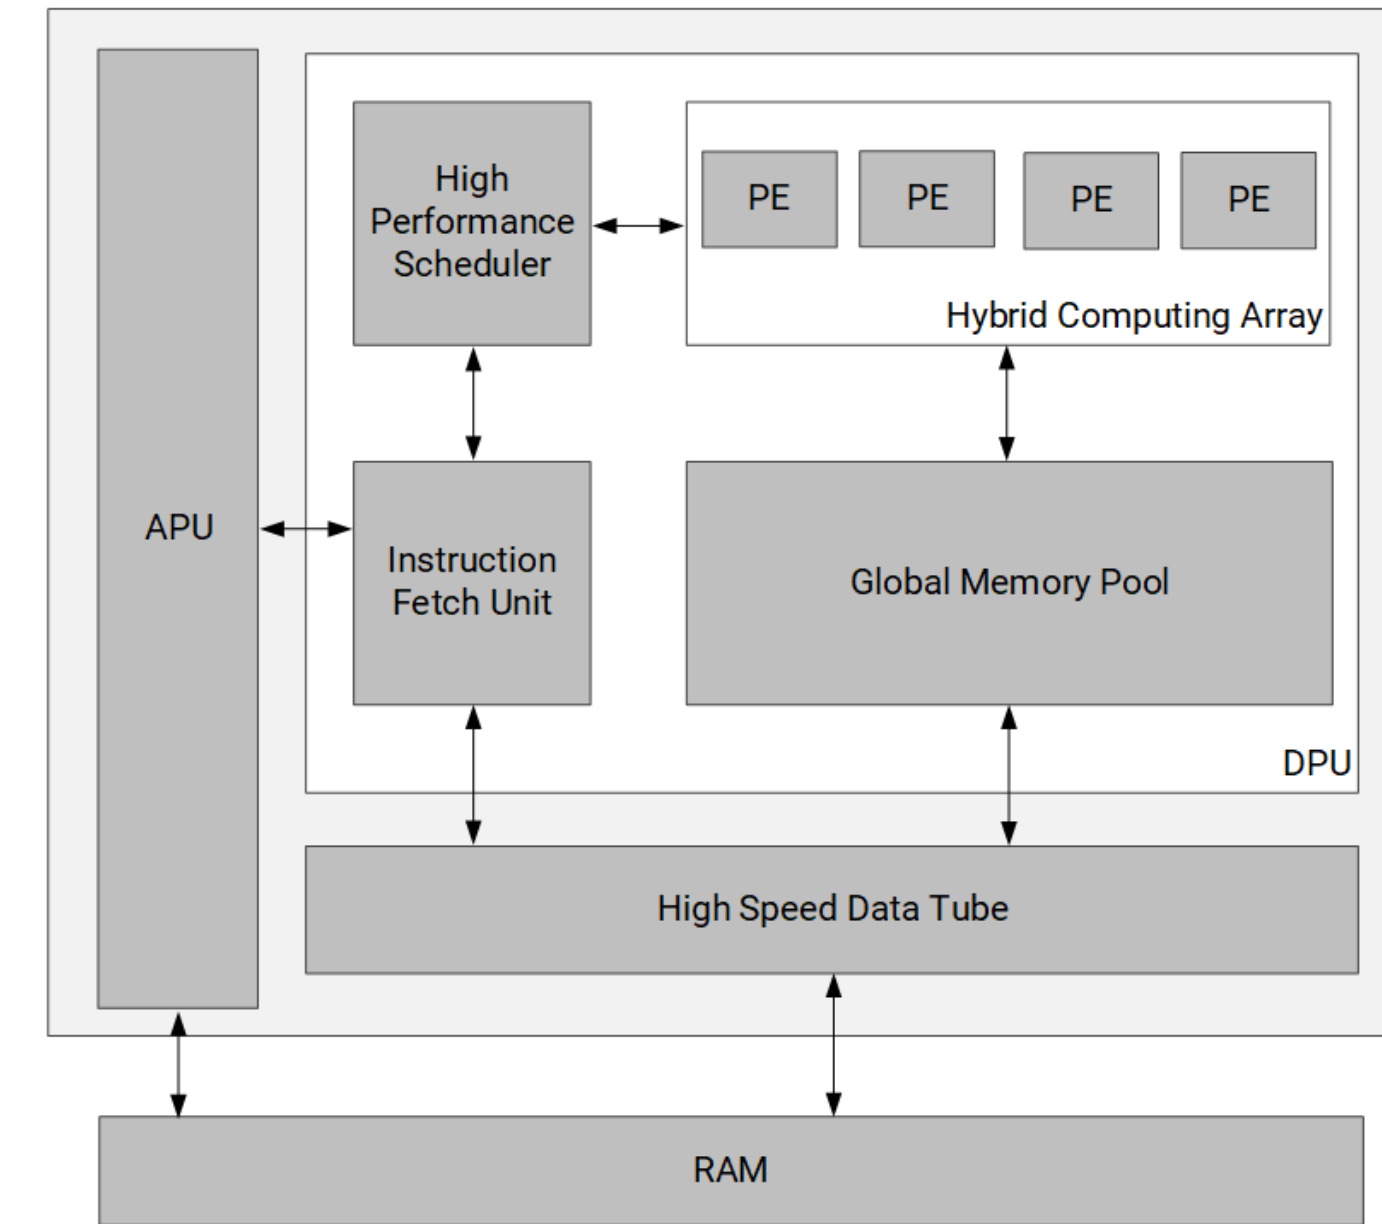 APU
High
Performance
Scheduler
PE
PE
PE
PE
Hybrid Computing Array
Instruction
Fetch Unit
Global Memory Pool
DPU
High Speed Data Tube
RAM